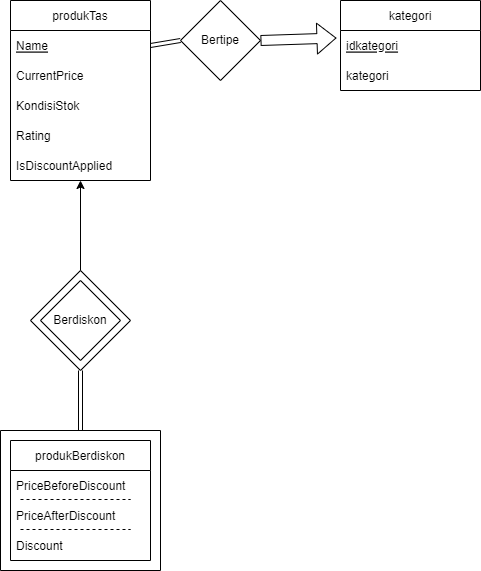 produkTas
Name
CurrentPrice
KondisiStok
Rating
IsDiscountApplied
Bertipe
kategori
idkategori
kategori
Berdiskon
produkBerdiskon
PriceBeforeDiscount
PriceAfterDiscount
Discount